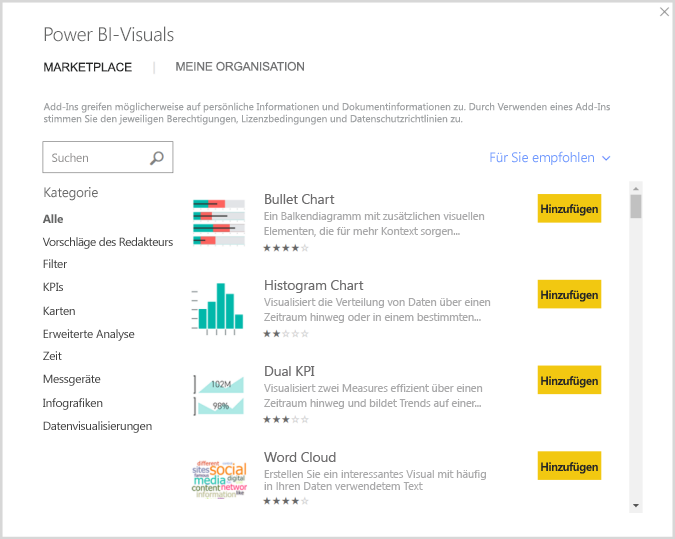 Power BI-Visuals
MARKETPLACE | MEINE ORGANISATION
Add-Ins greifen möglicherweise auf persönliche Informationen und Dokumentinformationen zu. Durch Verwenden eines Add-Ins
stimmen Sie den jeweiligen Berechtigungen, Lizenzbedingungen und Datenschutzrichtlinien zu.
Suchen
Für Sie empfohlen
Kategorie
Alle
Vorschläge des Redakteurs
Filter
KPIs
Karten
Erweiterte Analyse
Zeit
Messgeräte
Infografiken
Datenvisualisierungen
Bullet Chart
Ein Balkendiagramm mit zusätzlichen visuellen
Elementen, die für mehr Kontext sorgen...
Hinzufügen
Histogram Chart
Visualisiert die Verteilung von Daten über einen
Zeitraum hinweg oder in einem bestimmten...
Hinzufügen
102M
98%
Dual KPI
Visualisiert zwei Measures effizient über einen
Zeitraum hinweg und bildet Trends auf einer...
Hinzufügen
different
sites social
media digital
content networ
information like
Word Cloud
Erstellen Sie ein interessantes Visual mit häufig
in Ihren Daten verwendetem Text
Hinzufügen